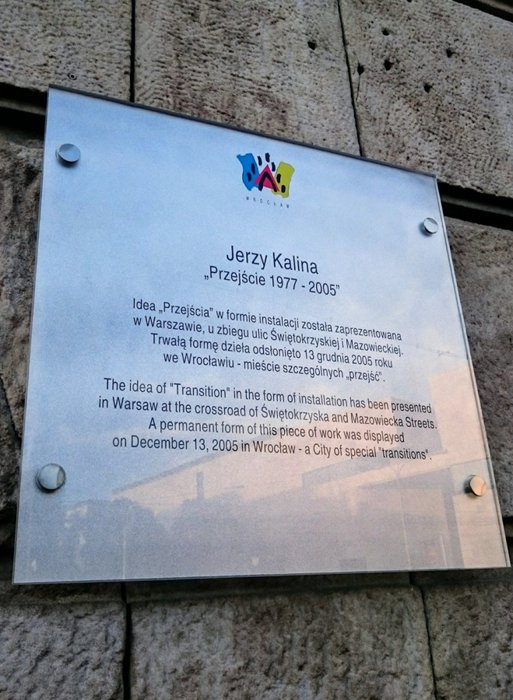 WROCŁAW
Jerzy Kalina
„Przejście 1977 - 2005”
Idea „Przejścia” w formie instalacji została zaprezentowana
w Warszawie, u zbiegu ulic Świętokrzyskiej i Mazowieckiej.
Trwałą formę dzieła odsłonięto 13 grudnia 2005 roku
we Wrocławiu - mieście szczególnych „przejść”.
The idea of "Transition" in the form of installation has been presented
in Warsaw at the crossroad of Świętokrzyska and Mazowiecka Streets.
A permanent form of this piece of work was displayed
on December 13, 2005 in Wrocław - a City of special "transitions".